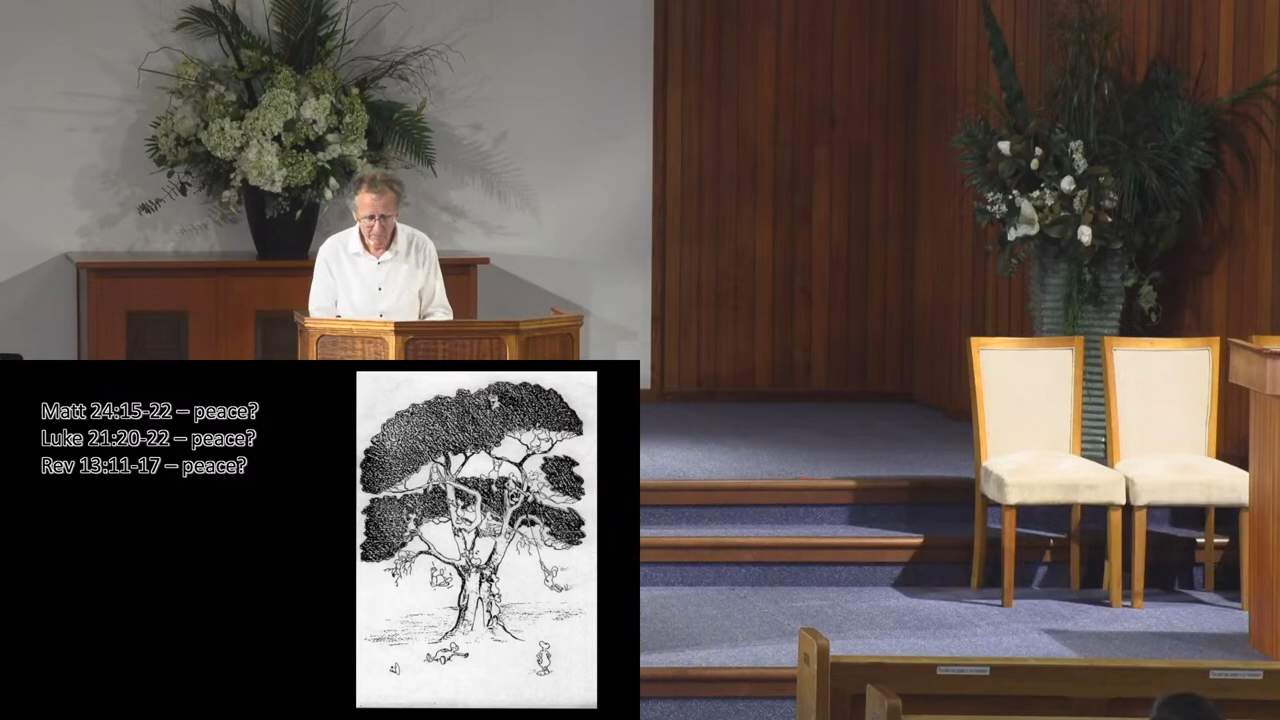 Matt 24:15-22 – peace?
Luke 21:20-22 – peace?
Rev 13:11-17 – peace?